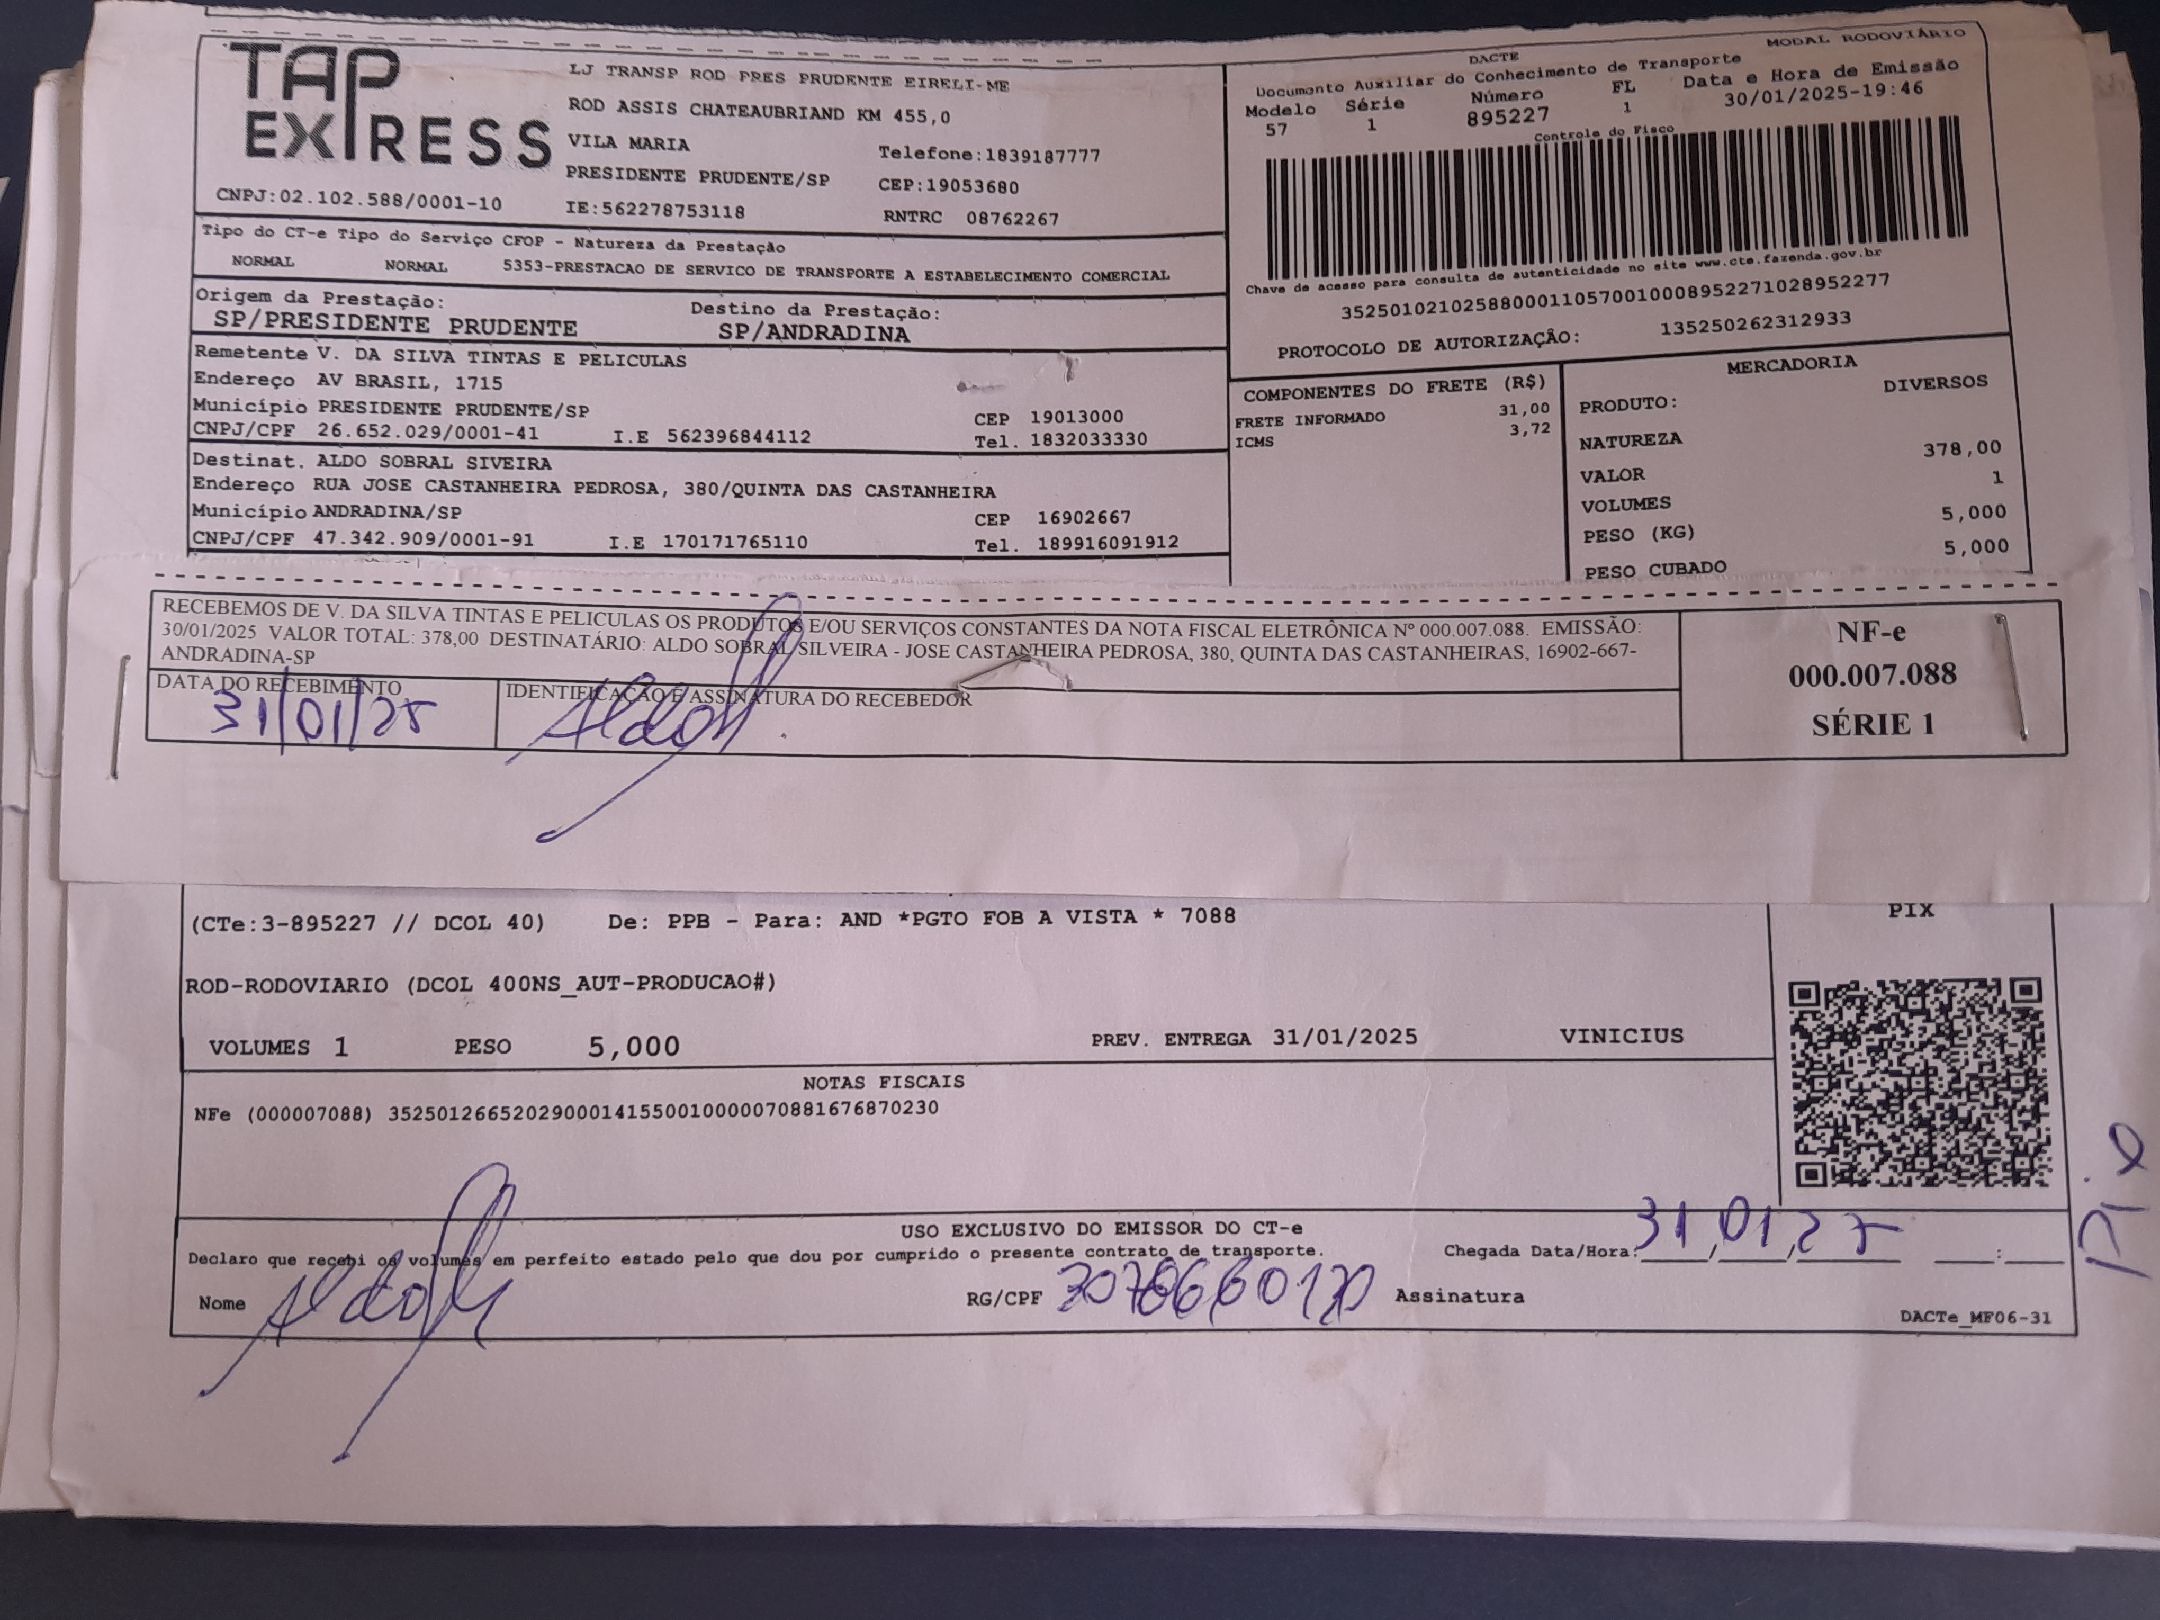 TAP EXPRESS
LJ TRANSP ROD PRES PRUDENTE EIRELI-ME
ROD ASSIS CHATEAUBRIAND KM 455,0
VILA MARIA Telefone:1839187777
PRESIDENTE PRUDENTE/SP CEP:19053680
CNPJ:02.102.588/0001-10 IE:562278753118 RNTRC 08762267
Tipo do CT-e Tipo do Serviço CFOP - Natureza da Prestação
NORMAL NORMAL 5353-PRESTACAO DE SERVICO DE TRANSPORTE A ESTABELECIMENTO COMERCIAL
Origem da Prestação: Destino da Prestação:
SP/PRESIDENTE PRUDENTE SP/ANDRADINA
Remetente V. DA SILVA TINTAS E PELICULAS
Endereço AV BRASIL, 1715
Município PRESIDENTE PRUDENTE/SP CEP 19013000
CNPJ/CPF 26.652.029/0001-41 I.E 562396844112 Tel. 1832033330
Destinat. ALDO SOBRAL SIVEIRA
Endereço RUA JOSE CASTANHEIRA PEDROSA, 380/QUINTA DAS CASTANHEIRA
Município ANDRADINA/SP CEP 16902667
CNPJ/CPF 47.342.909/0001-91 I.E 170171765110 Tel. 189916091912
DACTE MODAL RODOVIÁRIO
Documento Auxiliar do Conhecimento de Transporte
Modelo Série Número FL Data e Hora de Emissão
57 1 895227 1 30/01/2025-19:46
Controle do Fisco
Chave de acesso para consulta de autenticidade no site www.cte.fazenda.gov.br
35250102102588000110570010008952271028952277
PROTOCOLO DE AUTORIZAÇÃO: 135250262312933
COMPONENTES DO FRETE (R$)
FRETE INFORMADO 31,00
ICMS 3,72
MERCADORIA
PRODUTO: DIVERSOS
NATUREZA
VALOR 378,00
VOLUMES 1
PESO (KG) 5,000
PESO CUBADO 5,000
RECEBEMOS DE V. DA SILVA TINTAS E PELICULAS OS PRODUTOS E/OU SERVIÇOS CONSTANTES DA NOTA FISCAL ELETRÔNICA Nº 000.007.088. EMISSÃO:
30/01/2025 VALOR TOTAL: 378,00 DESTINATÁRIO: ALDO SOBRAL SILVEIRA - JOSE CASTANHEIRA PEDROSA, 380, QUINTA DAS CASTANHEIRAS, 16902-667-
ANDRADINA-SP
DATA DO RECEBIMENTO IDENTIFICAÇÃO E ASSINATURA DO RECEBEDOR
31/01/25
NF-e
000.007.088
SÉRIE 1
(CTe:3-895227 // DCOL 40) De: PPB - Para: AND *PGTO FOB A VISTA * 7088
ROD-RODOVIARIO (DCOL 400NS_AUT-PRODUCAO#)
VOLUMES 1 PESO 5,000 PREV. ENTREGA 31/01/2025 VINICIUS
PIX
NOTAS FISCAIS
NFe (000007088) 35250126652029000141550010000070881676870230
USO EXCLUSIVO DO EMISSOR DO CT-e
Declaro que recebi os volumes em perfeito estado pelo que dou por cumprido o presente contrato de transporte. Chegada Data/Hora: 31/01/25 :
Nome RG/CPF Assinatura
DACTe_MF06-31
Pix